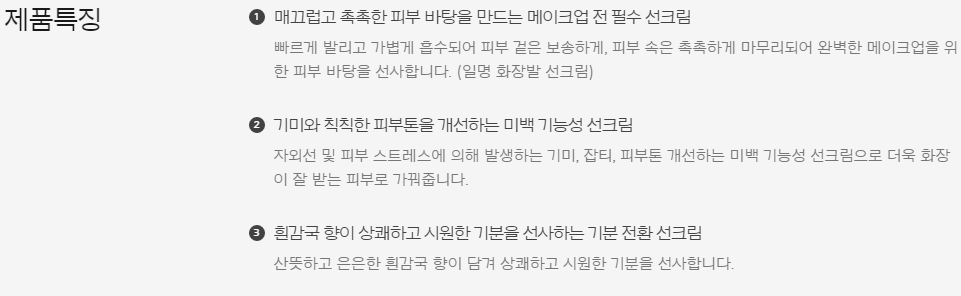 제품특징
1 매끄럽고 촉촉한 피부 바탕을 만드는 메이크업 전 필수 선크림
빠르게 발리고 가볍게 흡수되어 피부 겉은 보송하게, 피부 속은 촉촉하게 마무리되어 완벽한 메이크업을 위
한 피부 바탕을 선사합니다. (일명 화장발 선크림)
2 기미와 칙칙한 피부톤을 개선하는 미백 기능성 선크림
자외선 및 피부 스트레스에 의해 발생하는 기미, 잡티, 피부톤 개선하는 미백 기능성 선크림으로 더욱 화장
이 잘 받는 피부로 가꿔줍니다.
3 흰감국 향이 상쾌하고 시원한 기분을 선사하는 기분 전환 선크림
산뜻하고 은은한 흰감국 향이 담겨 상쾌하고 시원한 기분을 선사합니다.